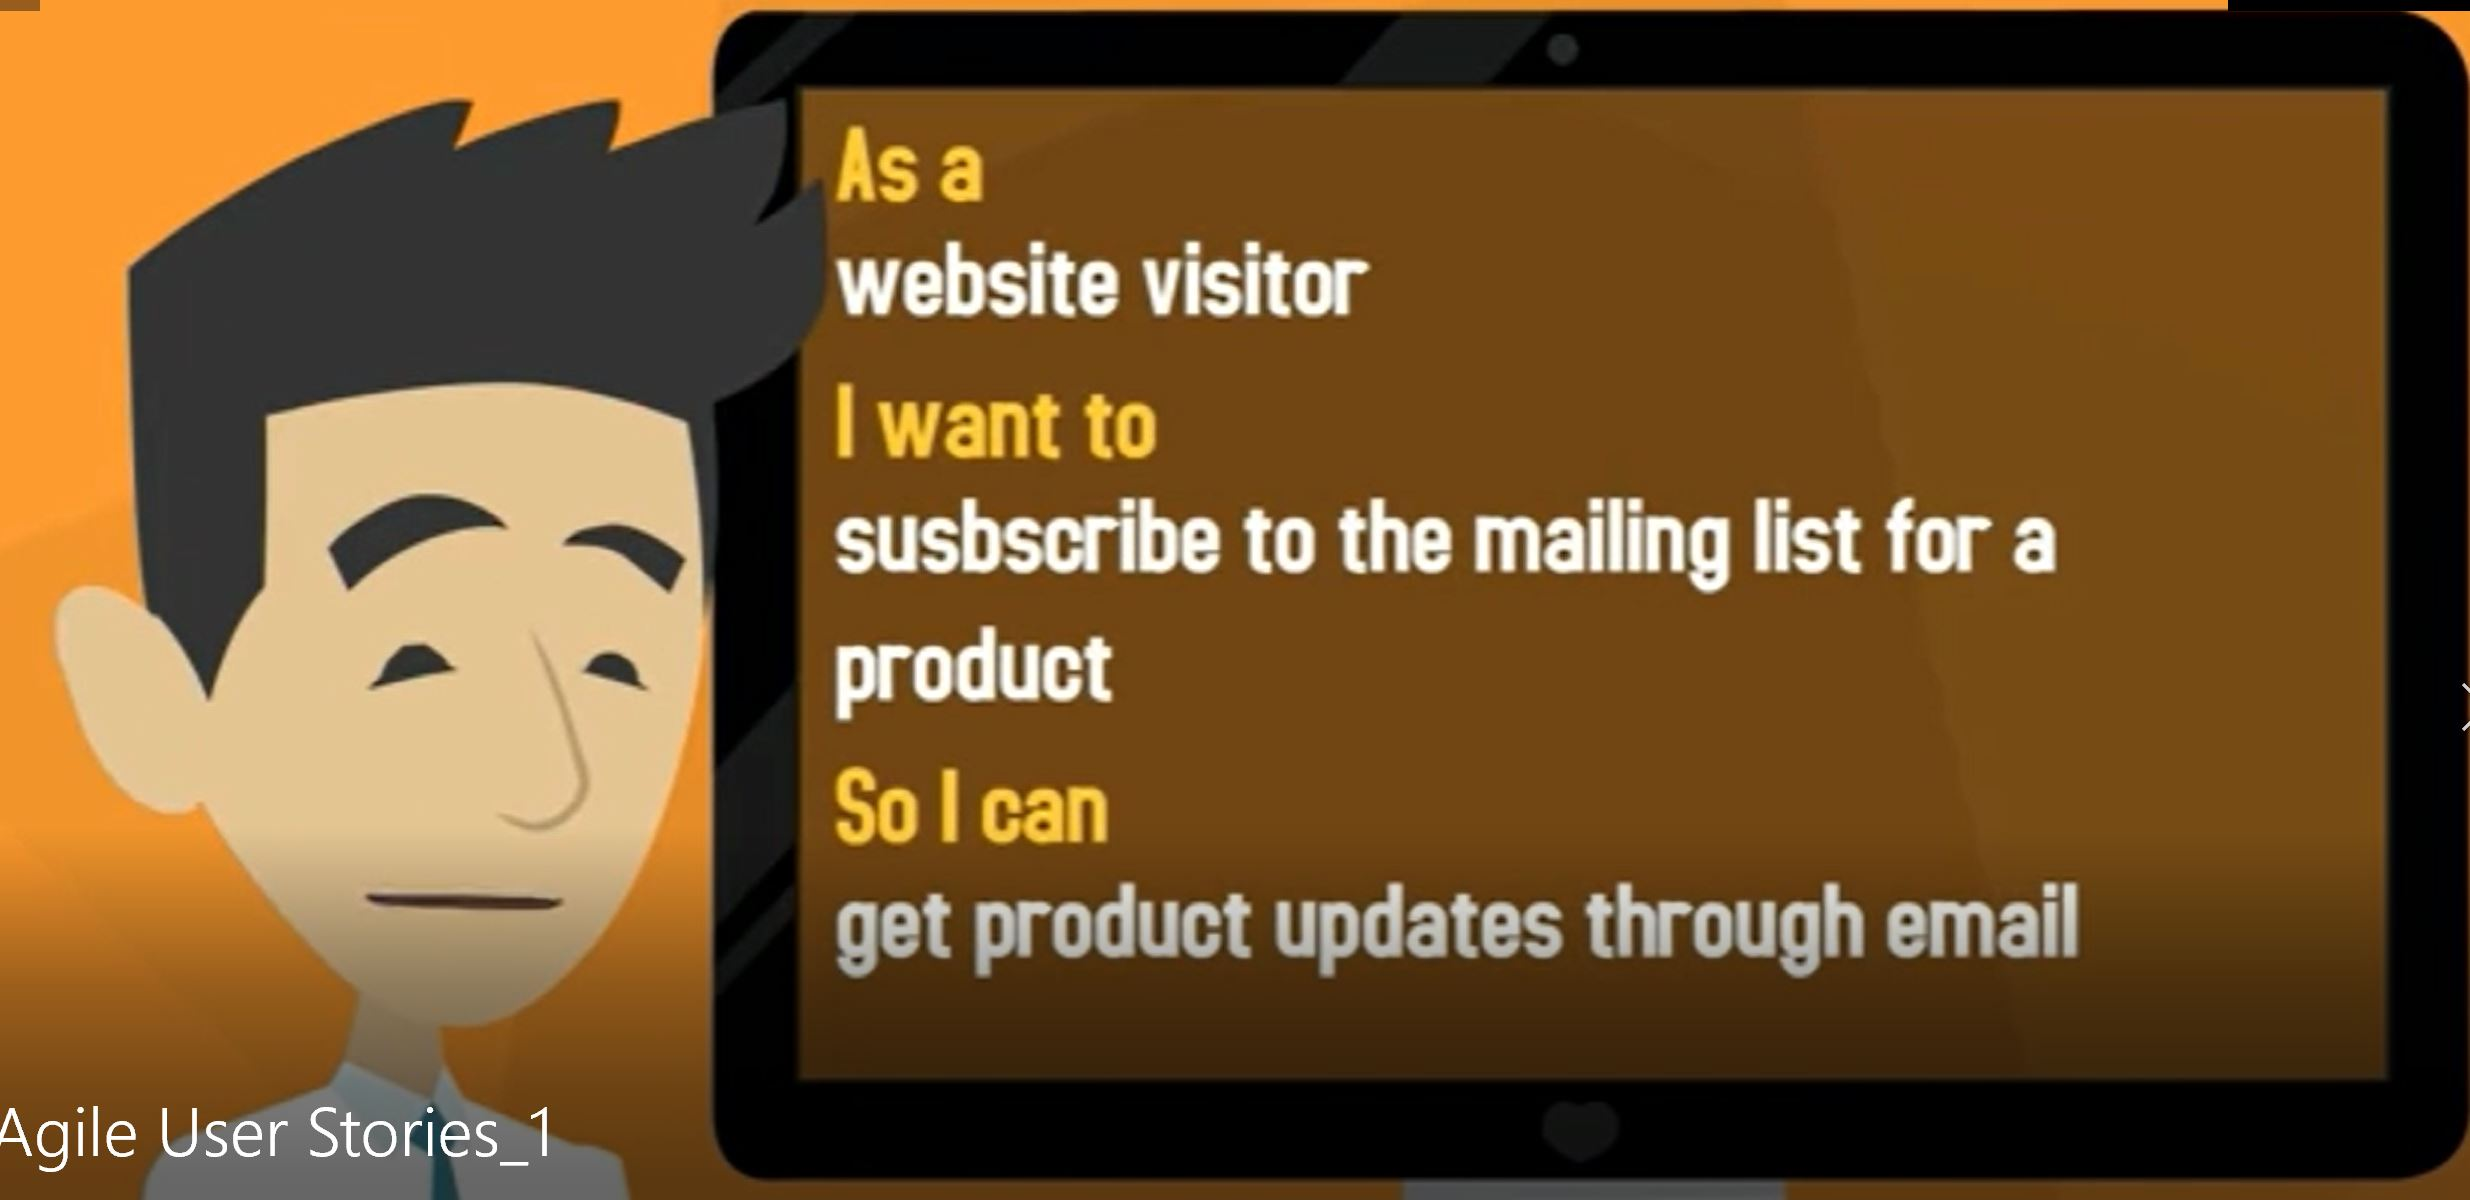 As a
website visitor
I want to
susbscribe to the mailing list for a
product
So I can
get product updates through email
Agile User Stories_1